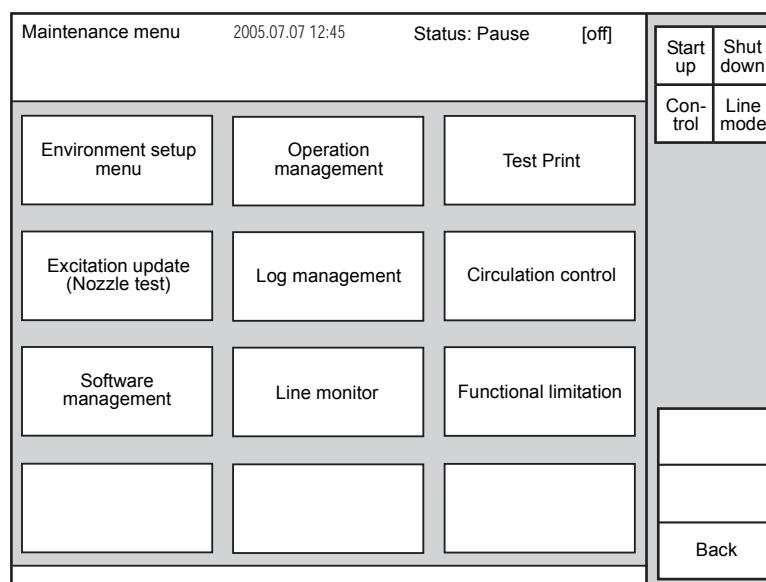 Maintenance menu 2005.07.07 12:45 Status: Pause [off]
Start
up
Shut
down
Con-
trol
Line
mode
Environment setup
menu
Operation
management
Test Print
Excitation update
(Nozzle test)
Log management
Circulation control
Software
management
Line monitor
Functional limitation
Back